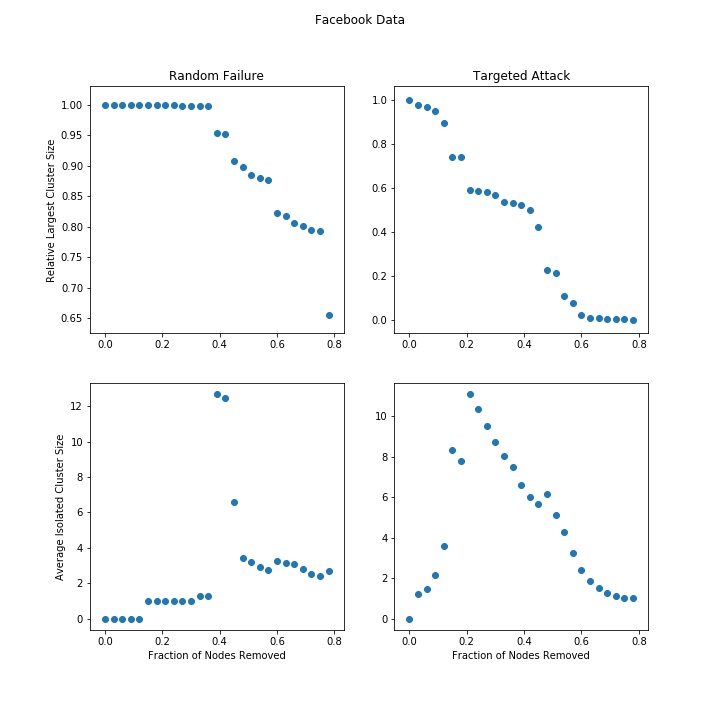 Facebook Data
Random Failure
Targeted Attack
Relative Largest Cluster Size
1.00
0.95
0.90
0.85
0.80
0.75
0.70
0.65
0.0 0.2 0.4 0.6 0.8
1.0
0.8
0.6
0.4
0.2
0.0
0.0 0.2 0.4 0.6 0.8
Average Isolated Cluster Size
12
10
8
6
4
2
0
0.0 0.2 0.4 0.6 0.8
Fraction of Nodes Removed
10
8
6
4
2
0
0.0 0.2 0.4 0.6 0.8
Fraction of Nodes Removed